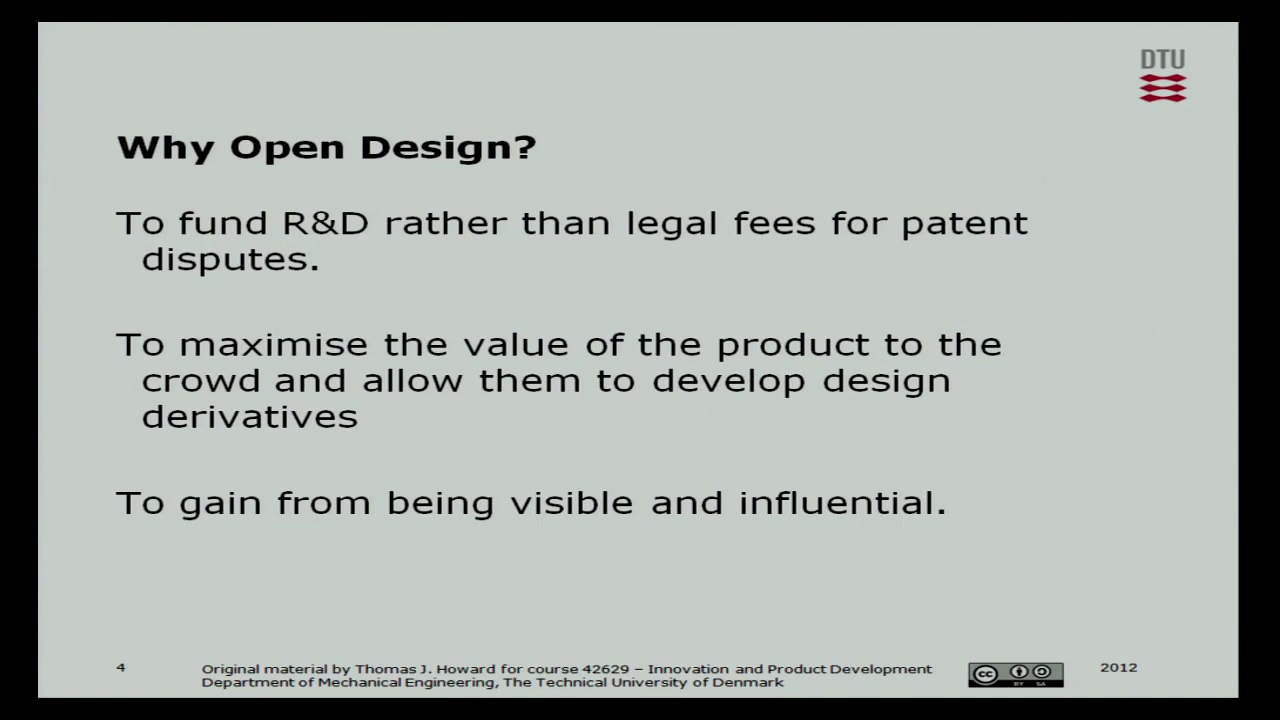 DTU
Why Open Design?
To fund R&D rather than legal fees for patent
disputes.
To maximise the value of the product to the
crowd and allow them to develop design
derivatives
To gain from being visible and influential.
4
Original material by Thomas J. Howard for course 42629 – Innovation and Product Development
Department of Mechanical Engineering, The Technical University of Denmark
cc
BY SA
2012